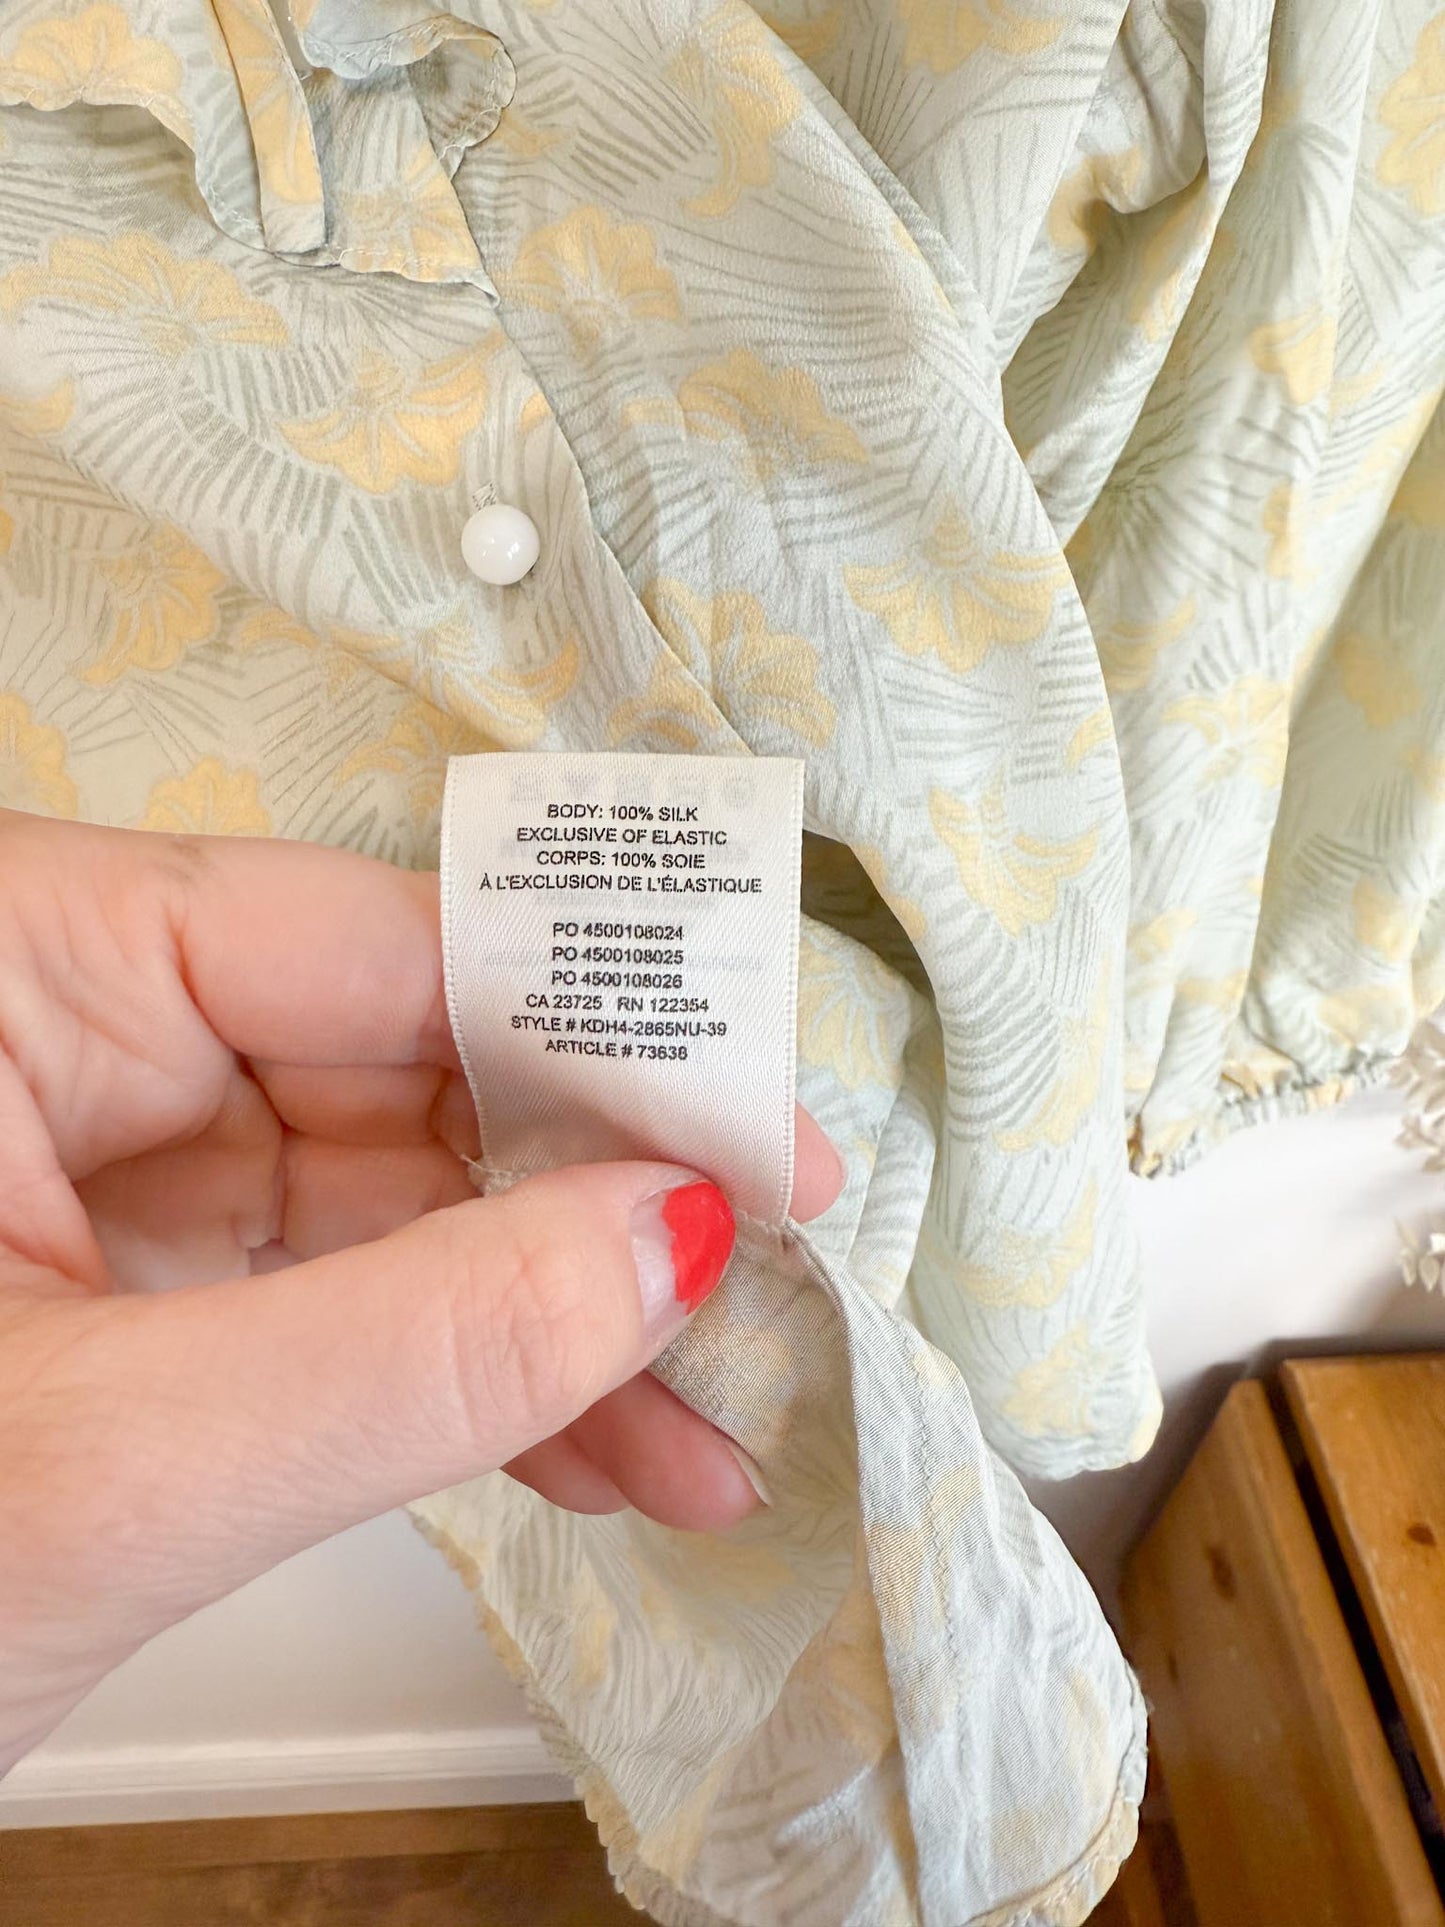 BODY: 100% SILK
EXCLUSIVE OF ELASTIC
CORPS: 100% SOIE
À L'EXCLUSION DE L'ÉLASTIQUE
PO 4500108024
PO 4500108025
PO 4500108026
CA 23725 RN 122354
STYLE # KDH4-2865NU-39
ARTICLE # 73638